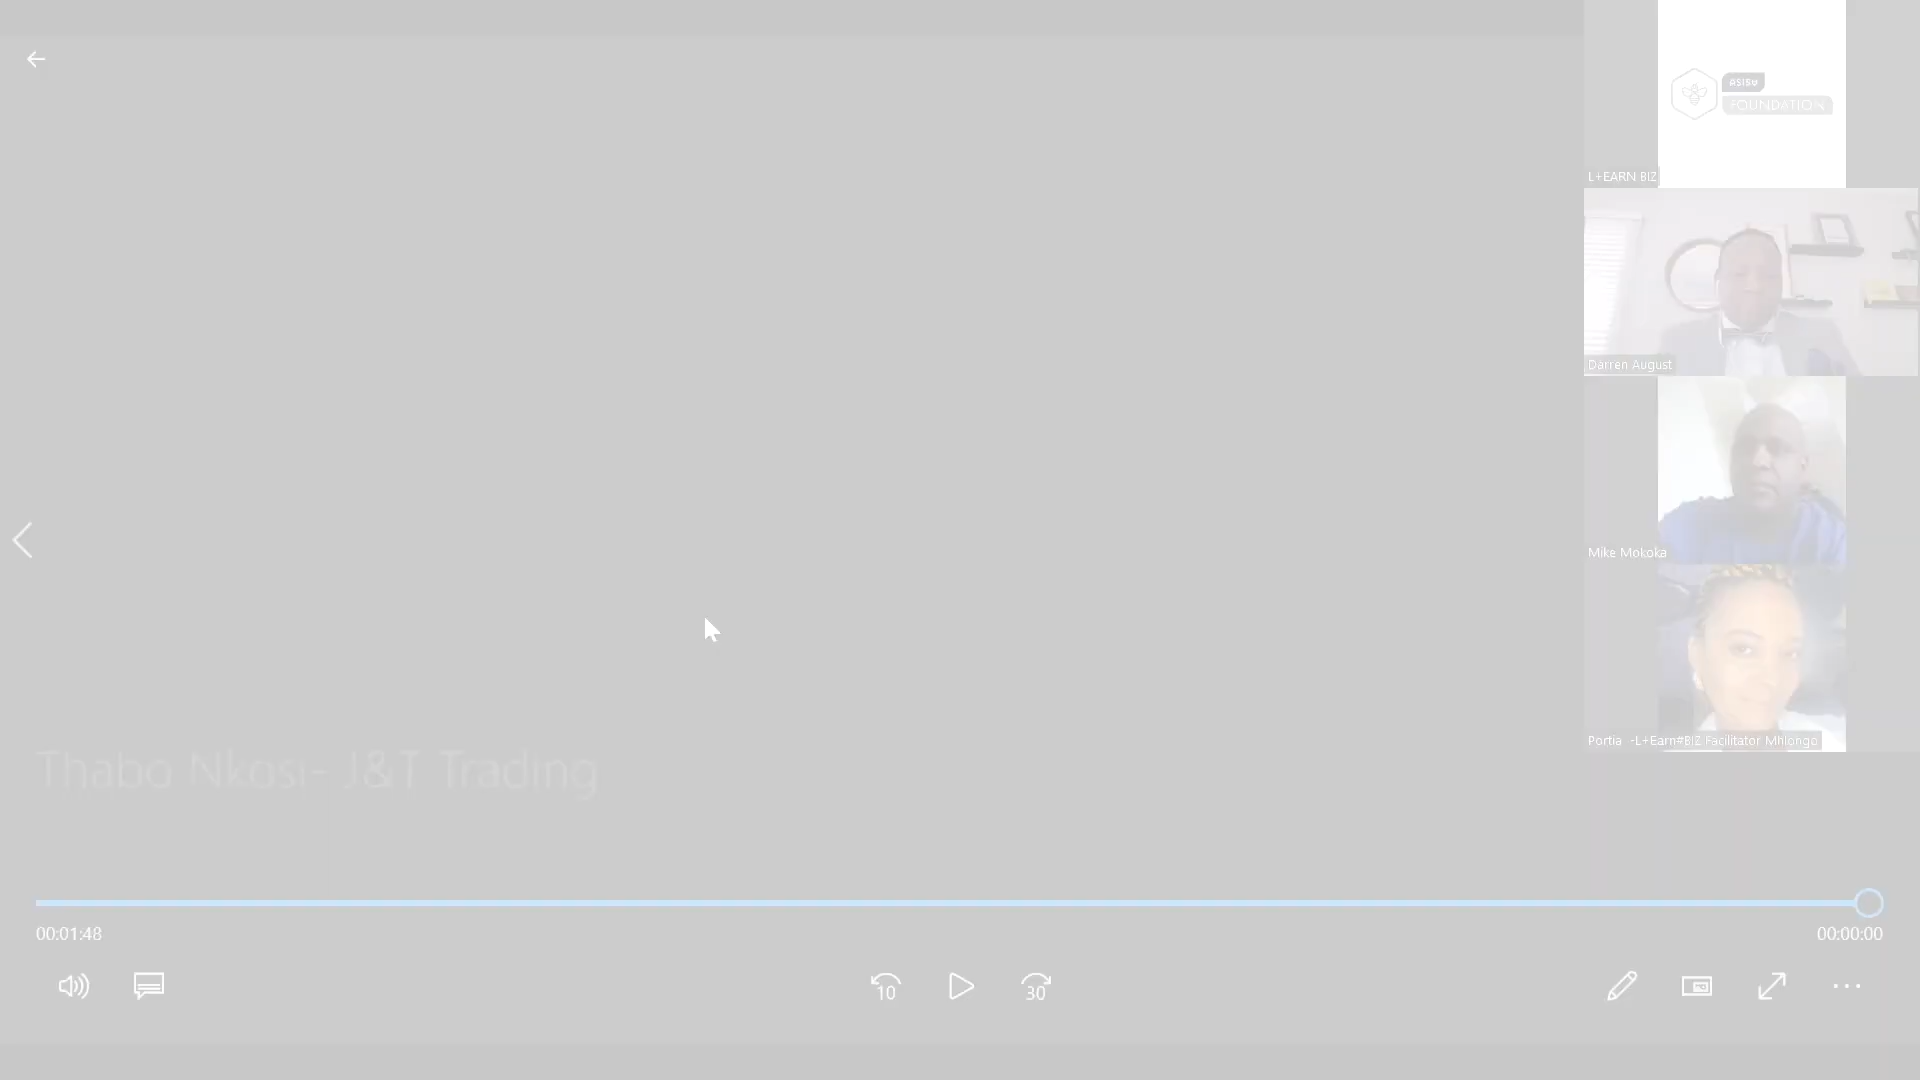 ASISA
FOUNDATION
L+EARN BIZ
Darren August
Mike Mokoka
Portia -L+Earn#BIZ Facilitator Mhlongo
Thabo Nkosi- J&T Trading
00:01:48
00:00:00
10
30